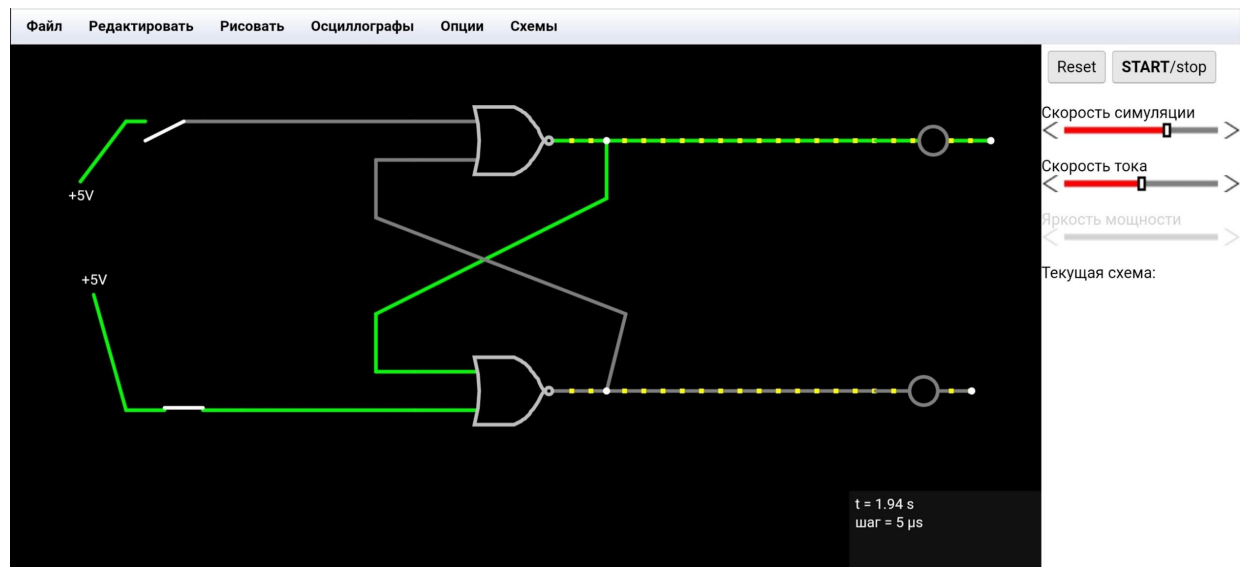 Файл Редактировать Рисовать Осциллографы Опции Схемы
Reset START/stop
Скорость симуляции
Скорость тока
Яркость мощности
Текущая схема:
+5V
+5V
t = 1.94 s
шаг = 5 µs